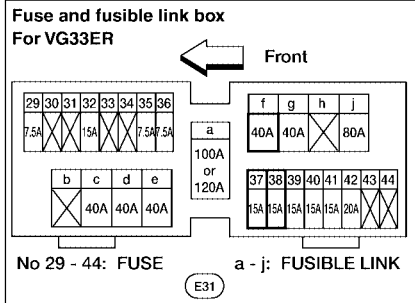 Fuse and fusible link box
For VG33ER
Front
29 30 31 32 33 34 35 36
7.5A 15A 7.5A 7.5A
a
100A
or
120A
f g h j
40A 40A 80A
b c d e
40A 40A 40A
37 38 39 40 41 42 43 44
15A 15A 15A 15A 15A 20A
No 29 - 44: FUSE
a - j: FUSIBLE LINK
E31